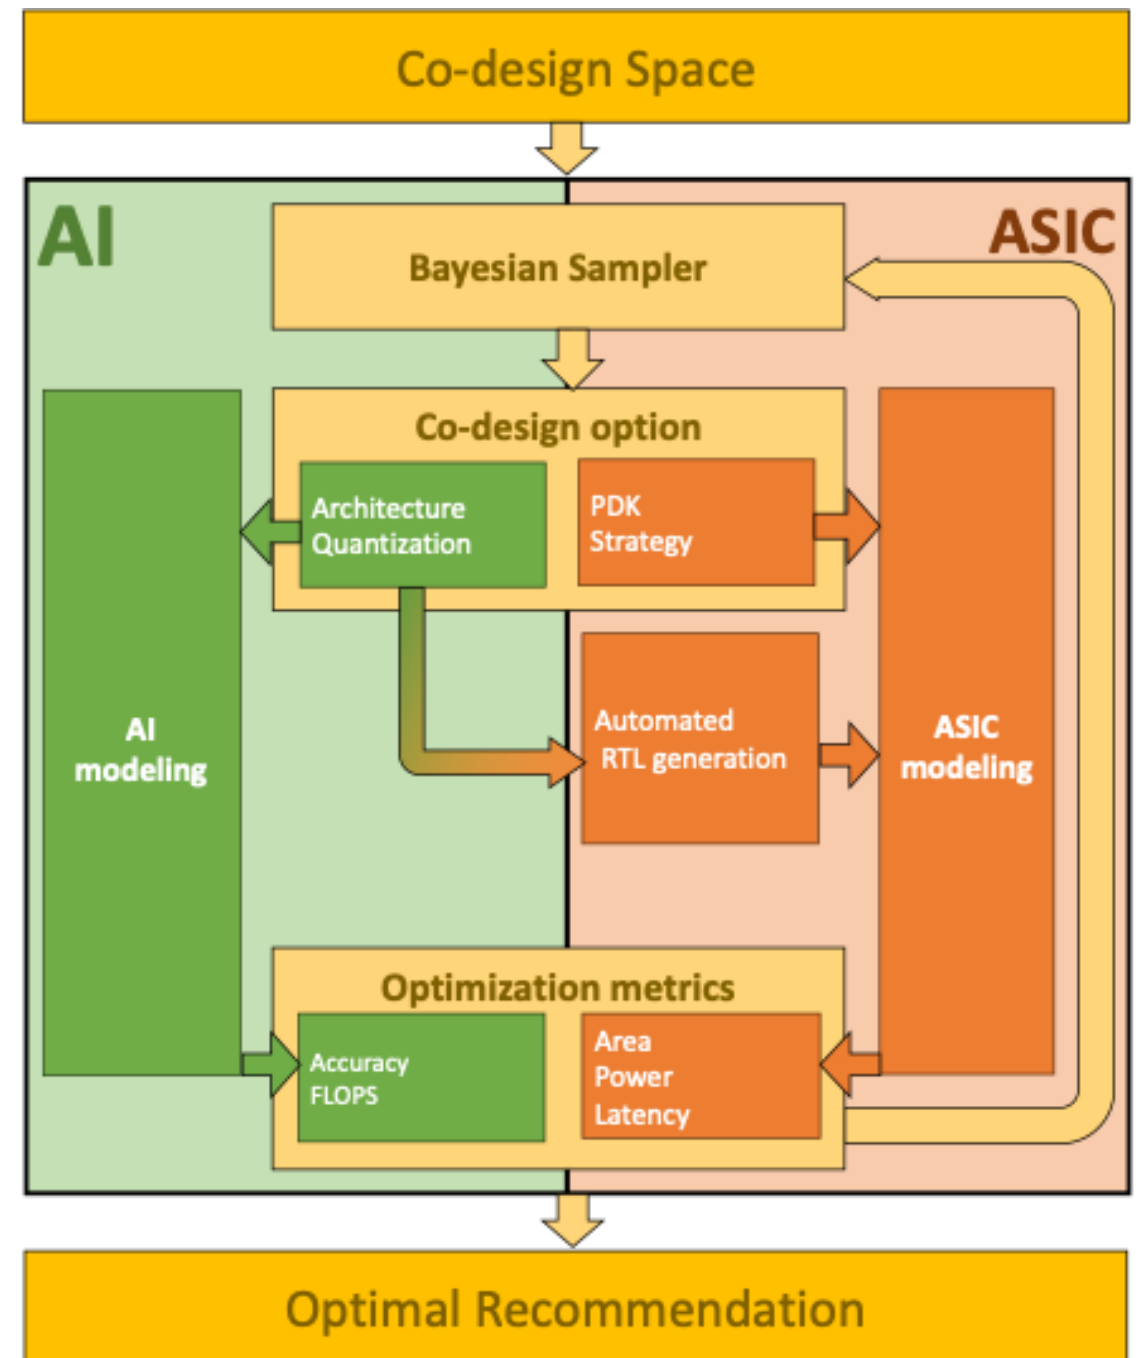 Co-design Space
AI
ASIC
Bayesian Sampler
Co-design option
Architecture
Quantization
PDK
Strategy
AI
modeling
Automated
RTL generation
ASIC
modeling
Optimization metrics
Accuracy
FLOPS
Area
Power
Latency
Optimal Recommendation